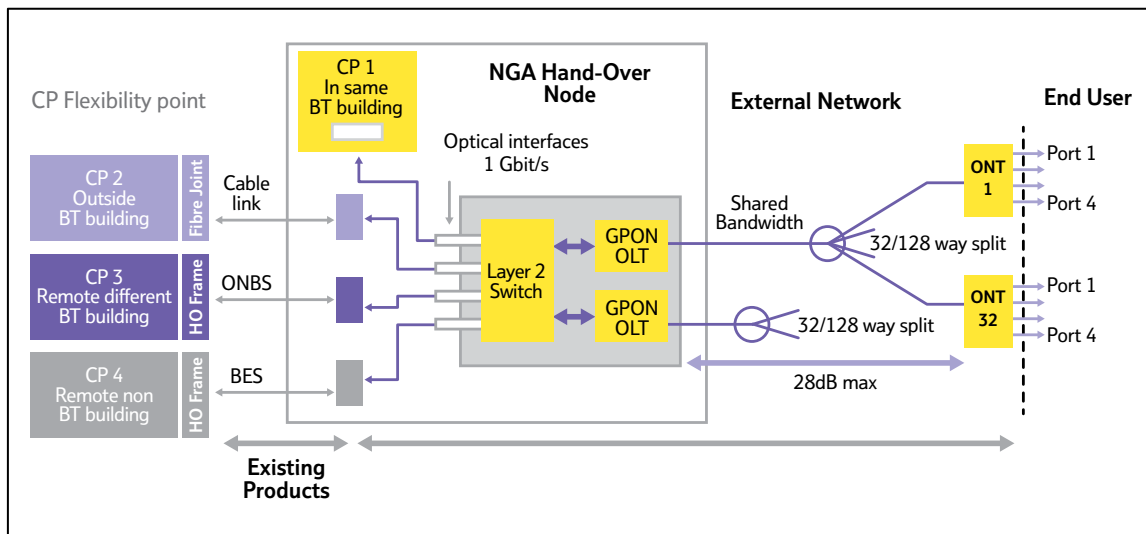 CP Flexibility point
CP 1
In same
BT building
NGA Hand-Over
Node
External Network
End User
Optical interfaces
1 Gbit/s
CP 2
Outside
BT building
Fibre Joint
Cable
link
CP 3
Remote different
BT building
HO Frame
ONBS
CP 4
Remote non
BT building
HO Frame
BES
Layer 2
Switch
GPON
OLT
GPON
OLT
Shared
Bandwidth
32/128 way split
32/128 way split
28dB max
ONT
1
Port 1
Port 4
ONT
32
Port 1
Port 4
Existing
Products